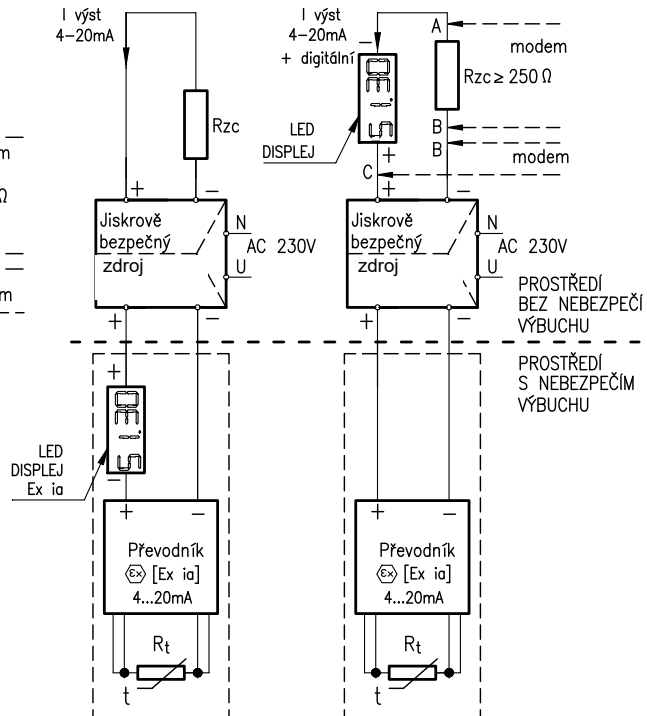 I výst
4–20mA
Rzc
+
–
Jiskrově
bezpečný
zdroj
N
AC 230V
U
+
–
+
LED
DISPLEJ
Ex ia
–
+
–
Převodník
Ex [Ex ia]
4...20mA
Rt
t
m
Ω
m
I výst
4–20mA
+ digitální
–
A
modem
Rzc ≥ 250 Ω
LED
DISPLEJ
B
B
+
modem
C
+
–
Jiskrově
bezpečný
zdroj
N
AC 230V
U
+
–
PROSTŘEDÍ
BEZ NEBEZPEČÍ
VÝBUCHU
PROSTŘEDÍ
S NEBEZPEČÍM
VÝBUCHU
+
–
Převodník
Ex [Ex ia]
4...20mA
Rt
t